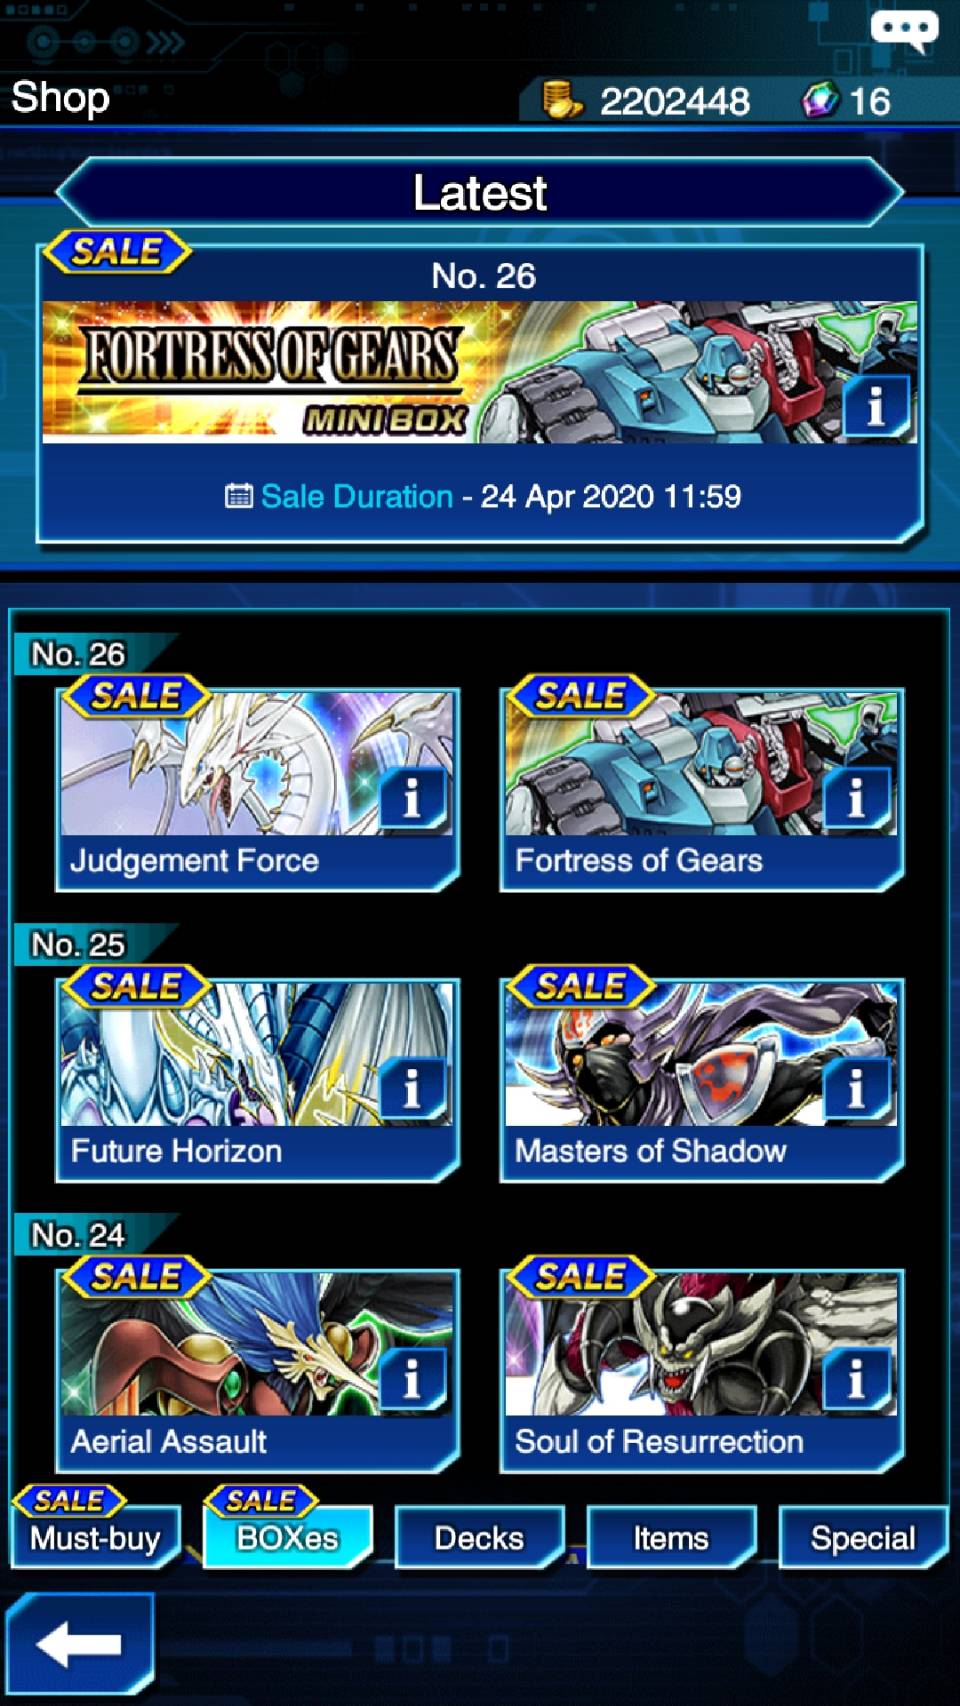 Shop
2202448
16
Latest
SALE
No. 26
FORTRESS OF GEARS
MINI BOX
Sale Duration - 24 Apr 2020 11:59
No. 26
SALE
SALE
Judgement Force
Fortress of Gears
No. 25
SALE
SALE
Future Horizon
Masters of Shadow
No. 24
SALE
SALE
Aerial Assault
Soul of Resurrection
SALE
SALE
Must-buy
BOXes
Decks
Items
Special